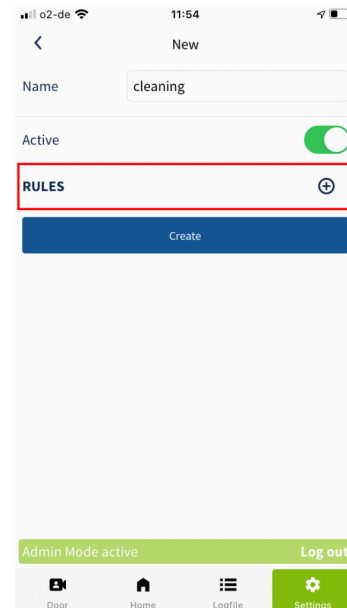 o2-de 11:54
New
Name cleaning
Active
RULES
Create
Admin Mode active Log out
Door Home Logfile Settings